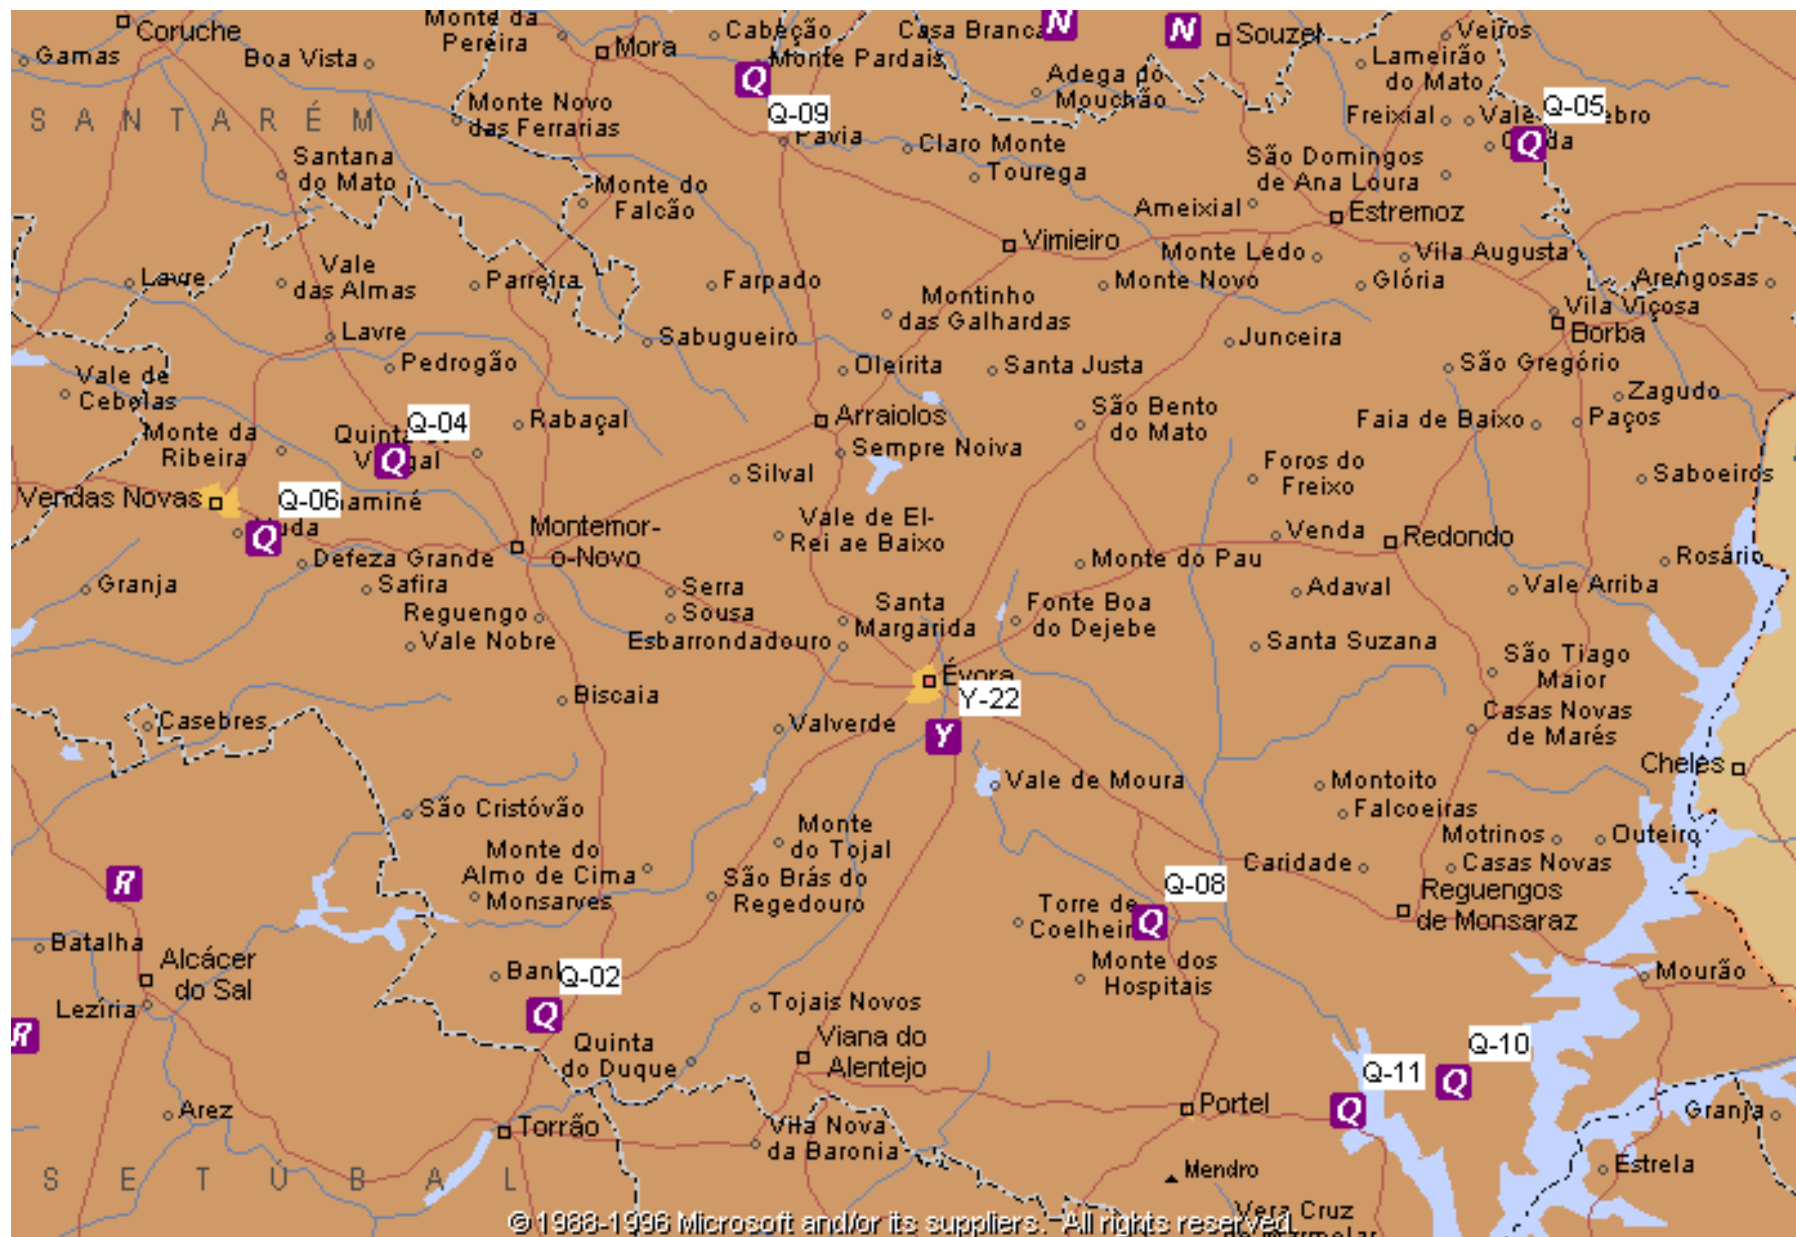 Coruche
Monte da
Pereira
Mora
Cabeção
Casa Branca
N
N
Souzel
Veiros
Gamas
Boa Vista
Monte Pardais
Lameirão
do Mato
Q
Adega do
Mouchão
S A N T A R É M
Monte Novo
das Ferrarias
Q-09
Pavia
Claro Monte
Freixial
Q-05
Q
Santana
do Mato
Tourega
São Domingos
de Ana Loura
Monte do
Falcão
Ameixial
Estremoz
Vimieiro
Monte Ledo
Vila Augusta
Lavre
Vale
das Almas
Parreira
Farpado
Monte Novo
Glória
Arengosas
Montinho
das Galhardas
Vila Viçosa
Borba
Lavre
Sabugueiro
Junceira
Pedrogão
Oleirita
Santa Justa
São Gregório
Vale de
Cebolas
Zagudo
Q-04
Rabaçal
Arraiolos
São Bento
do Mato
Faia de Baixo
Paços
Monte da
Ribeira
Quinta
Q
Sempre Noiva
Silval
Foros do
Freixo
Saboeiros
Vendas Novas
Q-06
Q
Montemor-
o-Novo
Vale de El-
Rei ae Baixo
Venda
Redondo
Defeza Grande
Monte do Pau
Rosário
Granja
Safira
Serra
Adaval
Vale Arriba
Reguengo
Sousa
Santa
Margarida
Fonte Boa
do Dejebe
Vale Nobre
Esbarrondadouro
Santa Suzana
São Tiago
Maior
Évora
Y-22
Biscaia
Casebres
Valverde
Y
Casas Novas
de Marés
Cheles
Vale de Moura
Montoito
São Cristóvão
Falcoeiras
Monte
do Tojal
Motrinos
Outeiro
Monte do
Almo de Cima
Caridade
Casas Novas
R
Monsarves
São Brás do
Regedouro
Q-08
Reguengos
de Monsaraz
Torre de
Q
Batalha
Alcácer
do Sal
Q-02
Monte dos
Hospitais
Mourão
Leziria
Tojais Novos
R
Q
Quinta
do Duque
Viana do
Alentejo
Q-10
Q-11
Q
Q
Arez
Portel
Granja
Torrão
Vila Nova
da Baronia
Estrela
Mendro
S E T Ú B A L
Vera Cruz
© 1988-1996 Microsoft and/or its suppliers. All rights reserved.